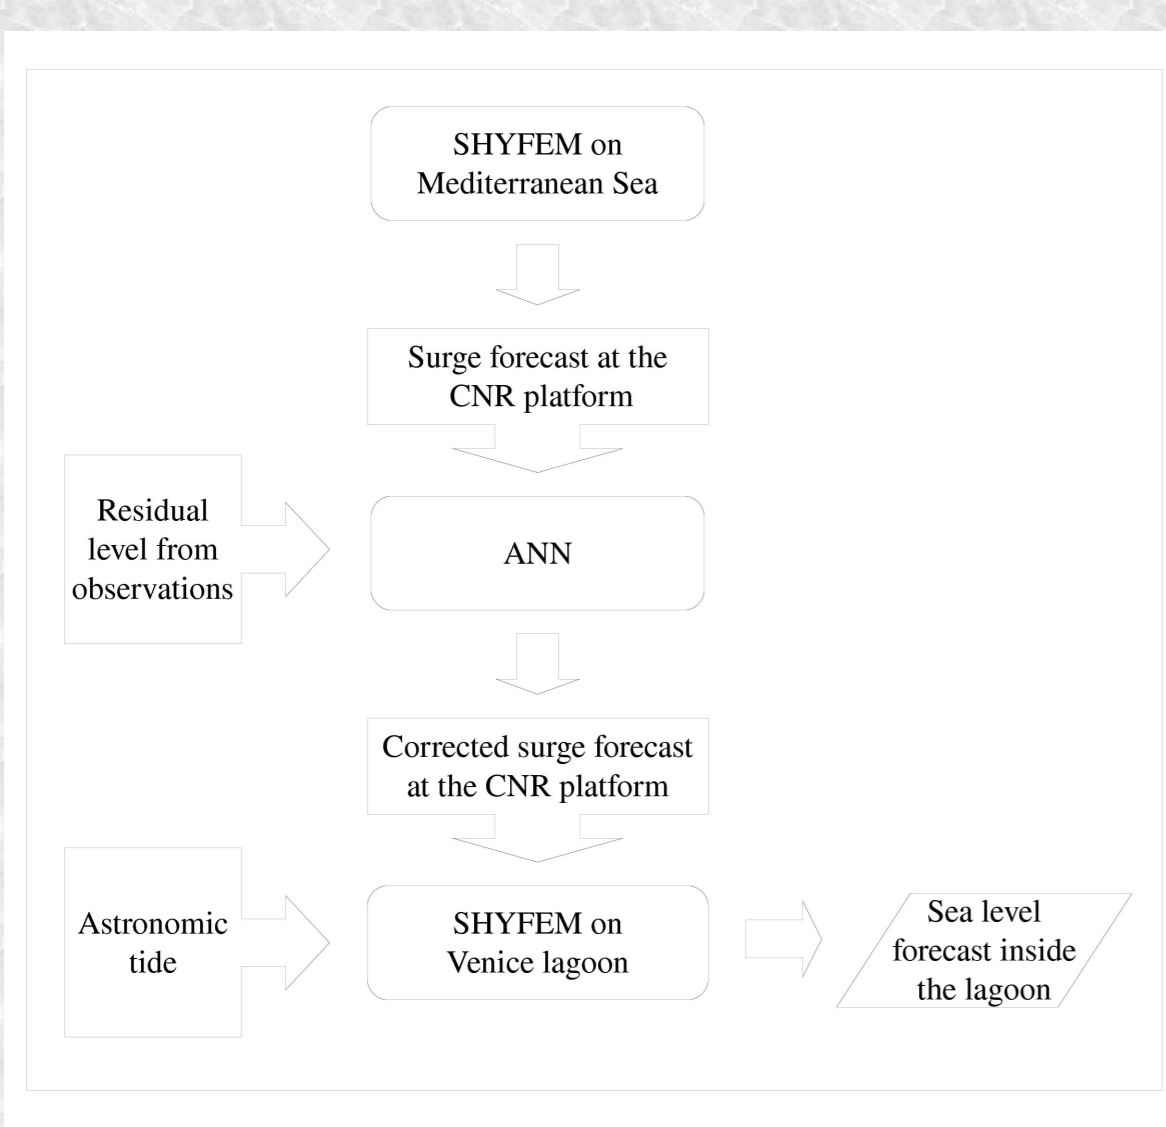 SHYFEM on
Mediterranean Sea
Surge forecast at the
CNR platform
Residual
level from
observations
ANN
Corrected surge forecast
at the CNR platform
Astronomic
tide
SHYFEM on
Venice lagoon
Sea level
forecast inside
the lagoon